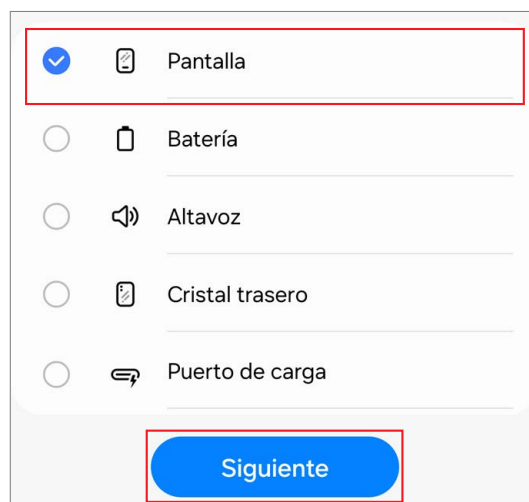 Pantalla
Batería
Altavoz
Cristal trasero
Puerto de carga
Siguiente